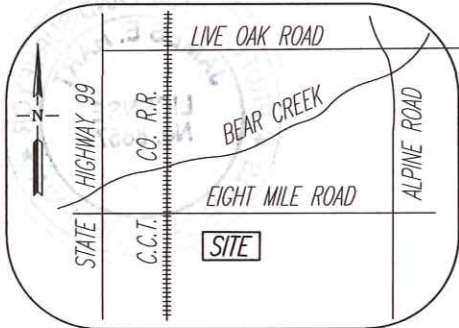 LIVE OAK ROAD
-N-
STATE HIGHWAY 99
C.C.T. CO. R.R.
BEAR CREEK
ALPINE ROAD
EIGHT MILE ROAD
SITE